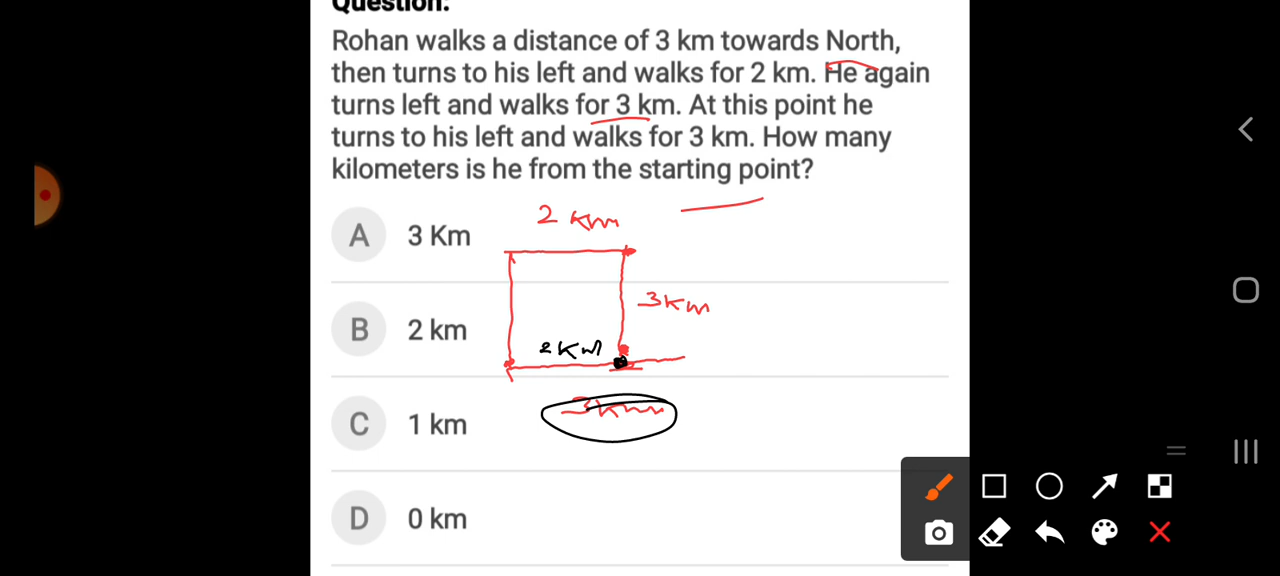 Question:
Rohan walks a distance of 3 km towards North,
then turns to his left and walks for 2 km. He again
turns left and walks for 3 km. At this point he
turns to his left and walks for 3 km. How many
kilometers is he from the starting point?
A 3 Km
2 km
3km
B 2 km
2km
3km
C 1 km
D 0 km